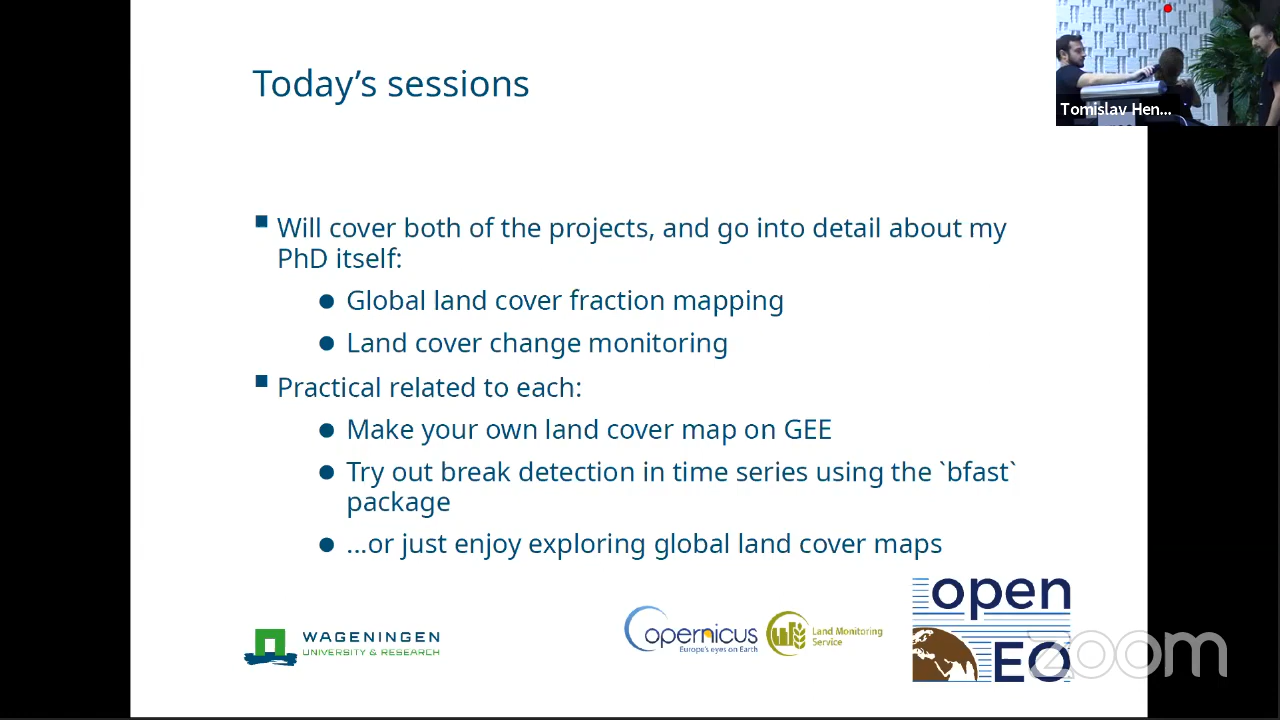 Today's sessions
Tomislav Hen...
▪ Will cover both of the projects, and go into detail about my
PhD itself:
● Global land cover fraction mapping
● Land cover change monitoring
▪ Practical related to each:
● Make your own land cover map on GEE
● Try out break detection in time series using the `bfast`
package
● ...or just enjoy exploring global land cover maps
WAGENINGEN
UNIVERSITY & RESEARCH
opernicus
Europe's eyes on Earth
Land Monitoring
Service
open
EO
zoom